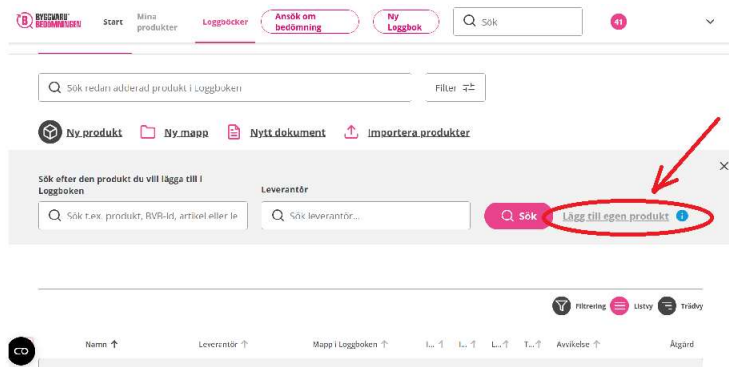 BYGGVARU
BEDÖMNINGEN
Start
Mina
produkter
Loggböcker
Ansök om
bedömning
Ny
Loggbok
Sök
41
Sök redan adderad produkt i Loggboken
Filter
Ny produkt
Ny mapp
Nytt dokument
Importera produkter
Sök efter den produkt du vill lägga till i
Loggboken
Leverantör
Sök t.ex. produkt, BVB-Id, artikel eller le
Sök leverantör...
Sök
Lägg till egen produkt
Filtrering
Listvy
Trädvy
Namn
Leverantör
Mapp i Loggboken
I...
I...
L...
T...
Avvikelse
Åtgärd